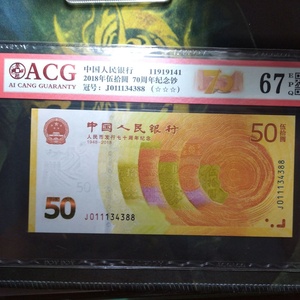 ACG
AI CANG GUARANTY
中国人民银行 11919141
2018年伍拾圆 70周年纪念钞
冠号: J011134388 (☆☆☆)
67 EPQ
中国人民银行
人民币发行七十周年纪念
1948-2018
50
伍拾圆
50
J011134388
J011134388